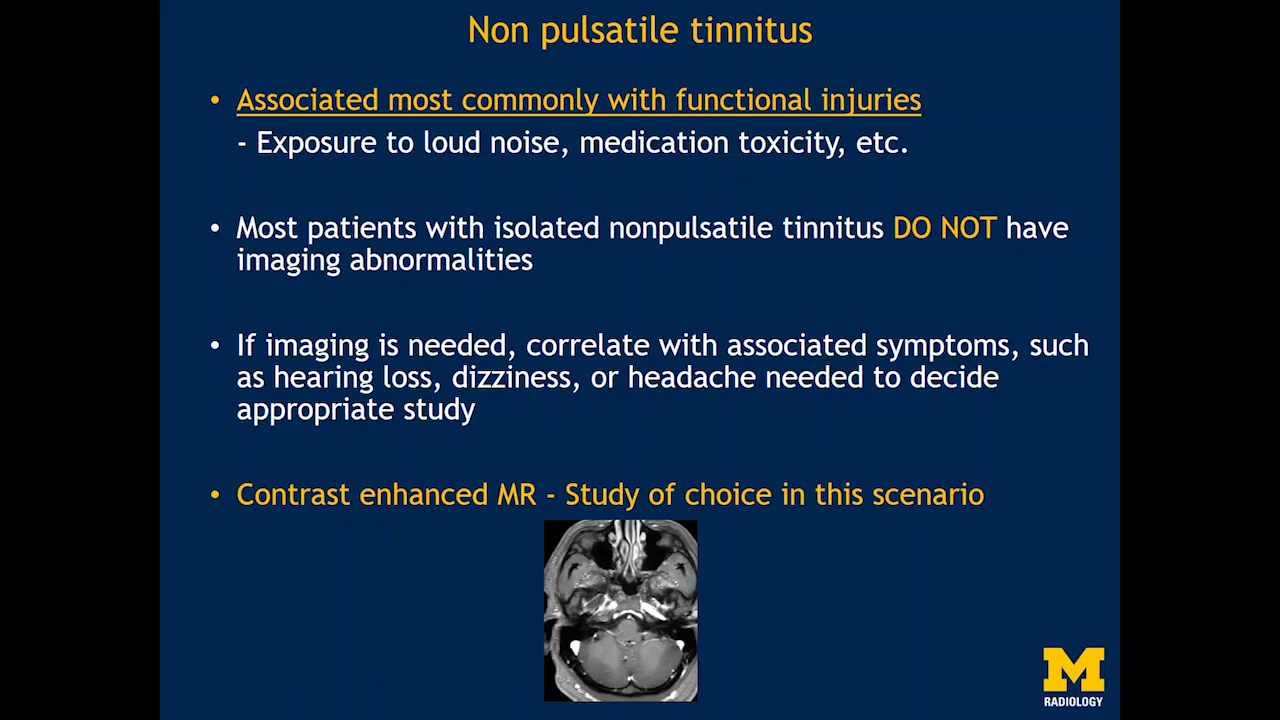 Non pulsatile tinnitus
• Associated most commonly with functional injuries
- Exposure to loud noise, medication toxicity, etc.
• Most patients with isolated nonpulsatile tinnitus DO NOT have
imaging abnormalities
• If imaging is needed, correlate with associated symptoms, such
as hearing loss, dizziness, or headache needed to decide
appropriate study
• Contrast enhanced MR - Study of choice in this scenario
M
RADIOLOGY